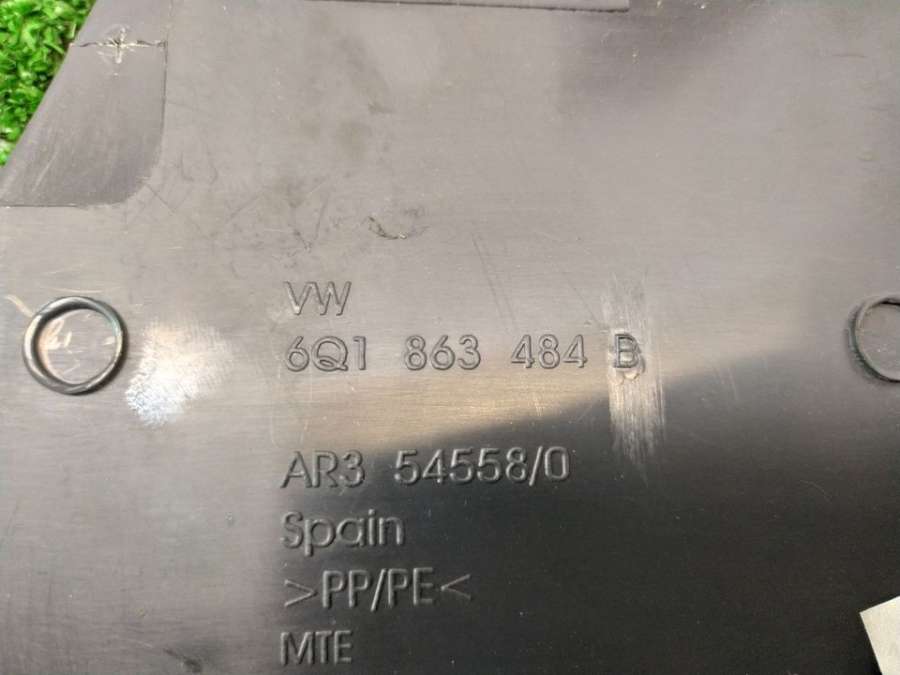 VW
6Q1 863 484 B
AR3 54558/0
Spain
>PP/PE<
MTE